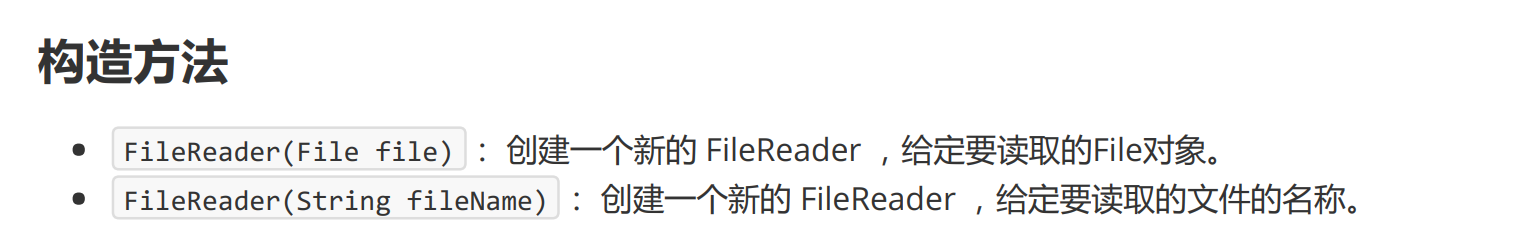 构造方法
• FileReader(File file) ： 创建一个新的 FileReader ，给定要读取的File对象。
• FileReader(String fileName) ： 创建一个新的 FileReader ，给定要读取的文件的名称。